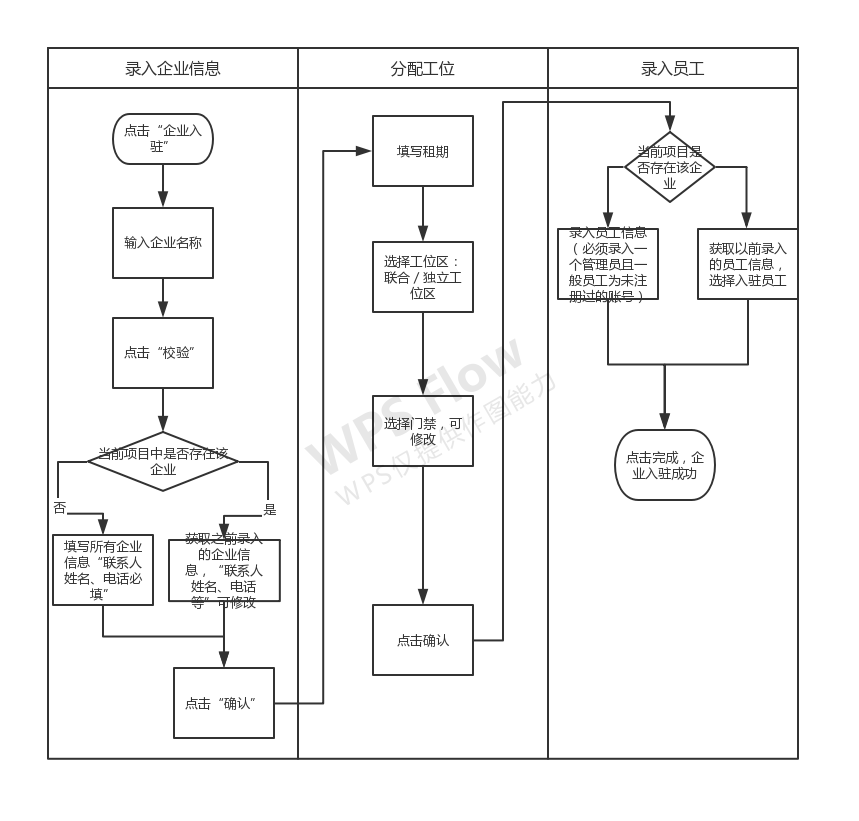 录入企业信息
分配工位
录入员工
点击“企业入
驻”
输入企业名称
点击“校验”
当前项目中是否存在该
企业
否
是
填写所有企业
信息“联系人
姓名、电话必
填”
获取之前录入
的企业信
息，“联系人
姓名、电话
等”可修改
点击“确认”
填写租期
选择工位区：
联合/独立工
位区
选择门禁，可
修改
点击确认
当前项目是
否存在该企
业
录入员工信息
（必须录入一
个管理员且一
般员工为未注
册过的账号）
获取以前录入
的员工信息，
选择入驻员工
点击完成，企
业入驻成功
WPS Flow
WPS仅提供作图能力